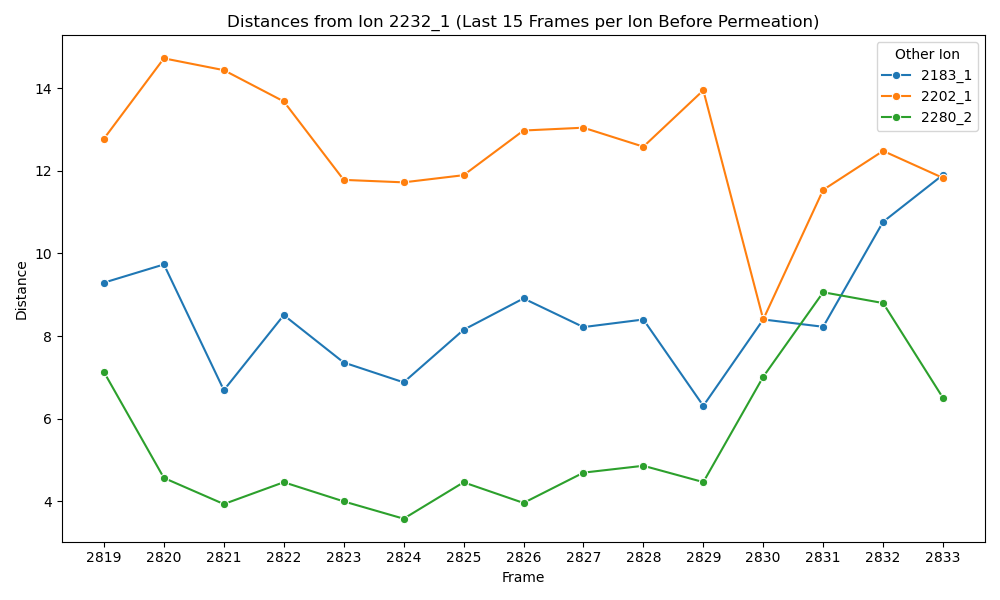 Distances from Ion 2232_1 (Last 15 Frames per Ion Before Permeation)
Other Ion
2183_1
2202_1
2280_2
Distance
14
12
10
8
6
4
2819 2820 2821 2822 2823 2824 2825 2826 2827 2828 2829 2830 2831 2832 2833
Frame